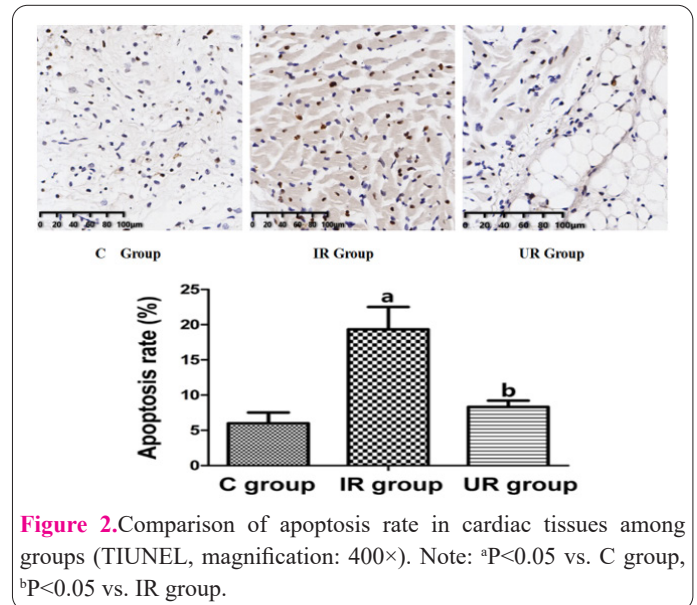 0 20 40 60 80 100μm
0 20 40 60 80 100μm
0 20 40 60 80 100μm
C Group
IR Group
UR Group
Apoptosis rate (%)
25
20
15
10
5
0
a
b
C group
IR group
UR group
Figure 2.Comparison of apoptosis rate in cardiac tissues among
groups (TIUNEL, magnification: 400×). Note: ᵃP<0.05 vs. C group,
ᵇP<0.05 vs. IR group.